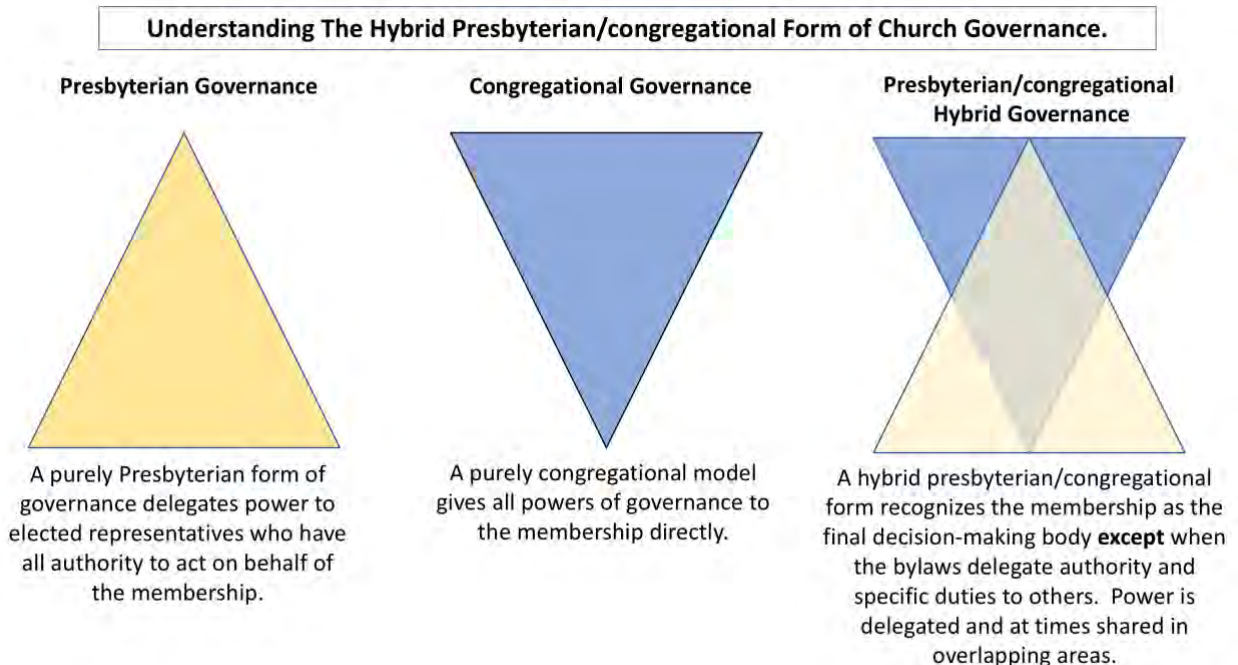 Understanding The Hybrid Presbyterian/congregational Form of Church Governance.
Presbyterian Governance
A purely Presbyterian form of
governance delegates power to
elected representatives who have
all authority to act on behalf of
the membership.
Congregational Governance
A purely congregational model
gives all powers of governance to
the membership directly.
Presbyterian/congregational
Hybrid Governance
A hybrid presbyterian/congregational
form recognizes the membership as the
final decision-making body except when
the bylaws delegate authority and
specific duties to others. Power is
delegated and at times shared in
overlapping areas.